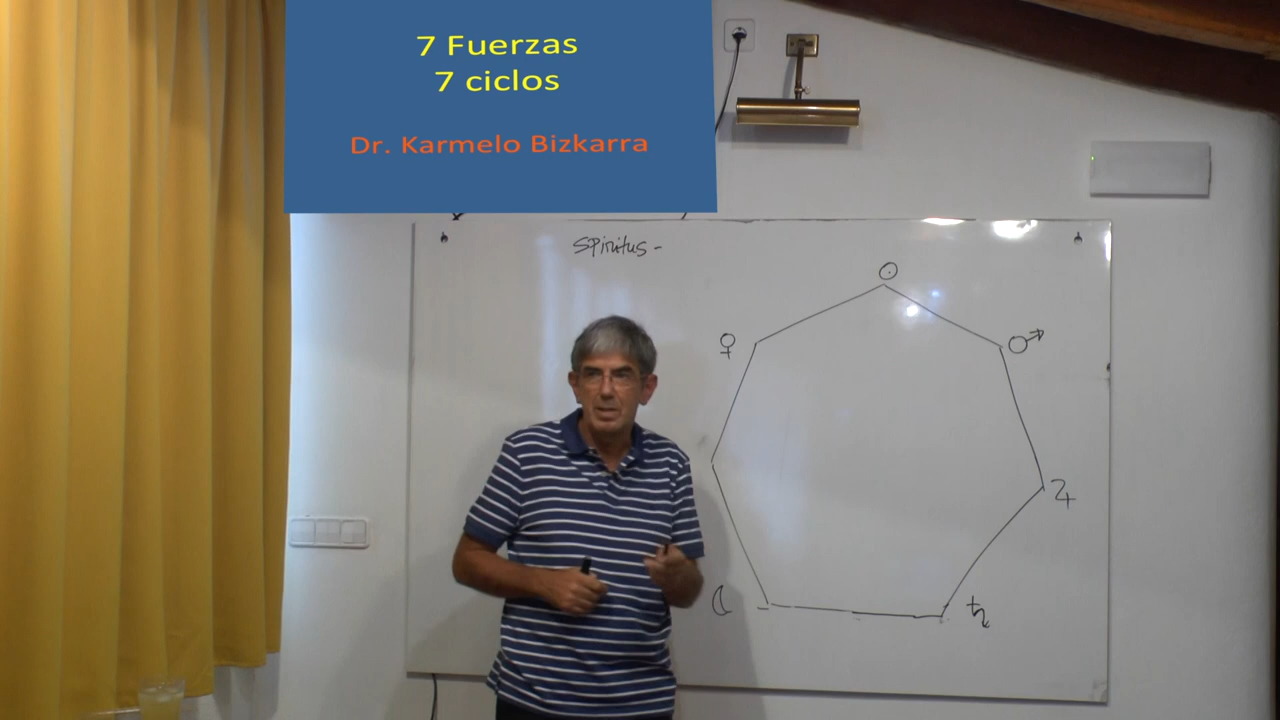 7 Fuerzas
7 ciclos
Dr. Karmelo Bizkarra
Spiritus -
☉
♀
♂
♃
☾
♄